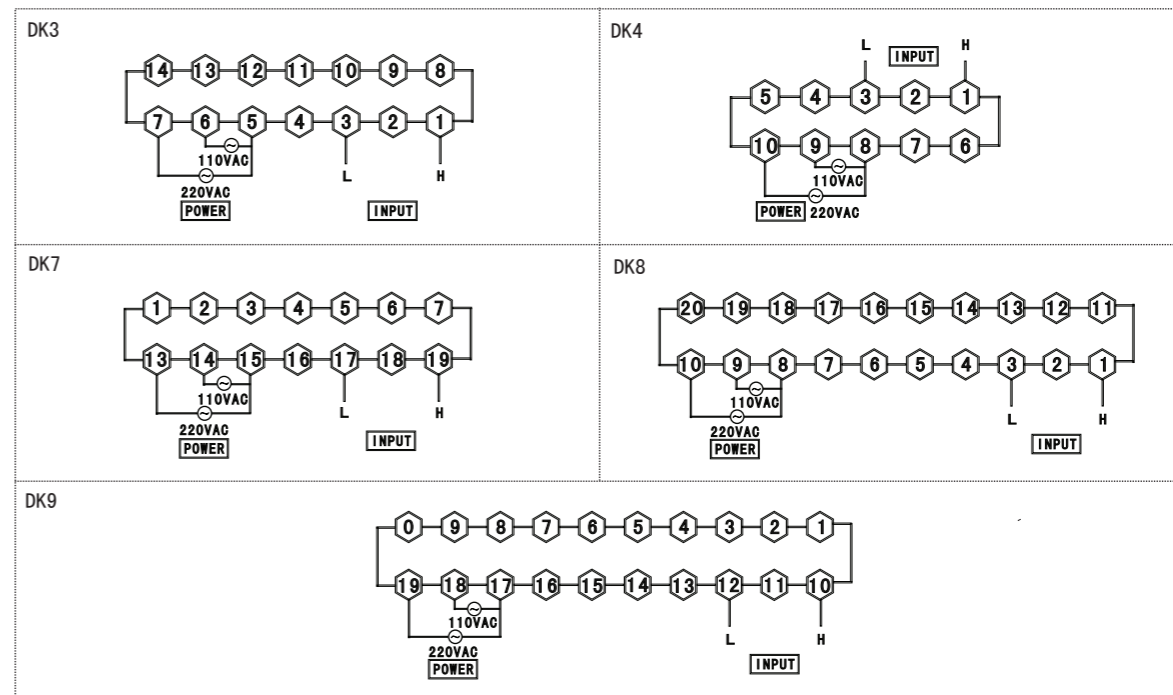 DK3
14 13 12 11 10 9 8
7 6 5 4 3 2 1
110VAC
L H
220VAC
POWER INPUT
DK4
L INPUT H
5 4 3 2 1
10 9 8 7 6
110VAC
POWER 220VAC
DK7
1 2 3 4 5 6 7
13 14 15 16 17 18 19
110VAC
L H
220VAC
POWER INPUT
DK8
20 19 18 17 16 15 14 13 12 11
10 9 8 7 6 5 4 3 2 1
110VAC
L H
220VAC
POWER INPUT
DK9
0 9 8 7 6 5 4 3 2 1
19 18 17 16 15 14 13 12 11 10
110VAC
L H
220VAC
POWER INPUT